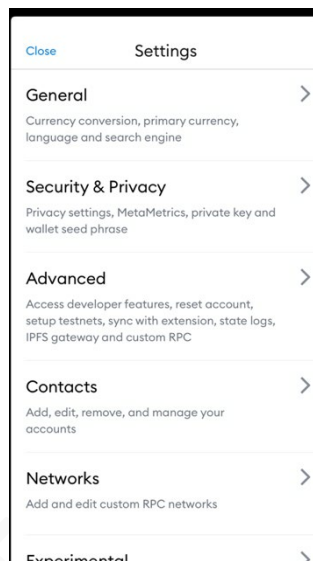 Close Settings
General
Currency conversion, primary currency,
language and search engine
Security & Privacy
Privacy settings, MetaMetrics, private key and
wallet seed phrase
Advanced
Access developer features, reset account,
setup testnets, sync with extension, state logs,
IPFS gateway and custom RPC
Contacts
Add, edit, remove, and manage your
accounts
Networks
Add and edit custom RPC networks
Experimental